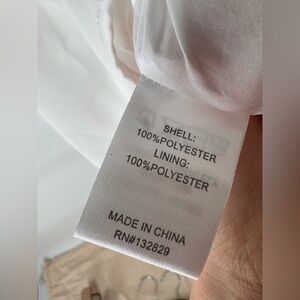 SHELL:
100%POLYESTER
LINING:
100%POLYESTER
MADE IN CHINA
RN#132829